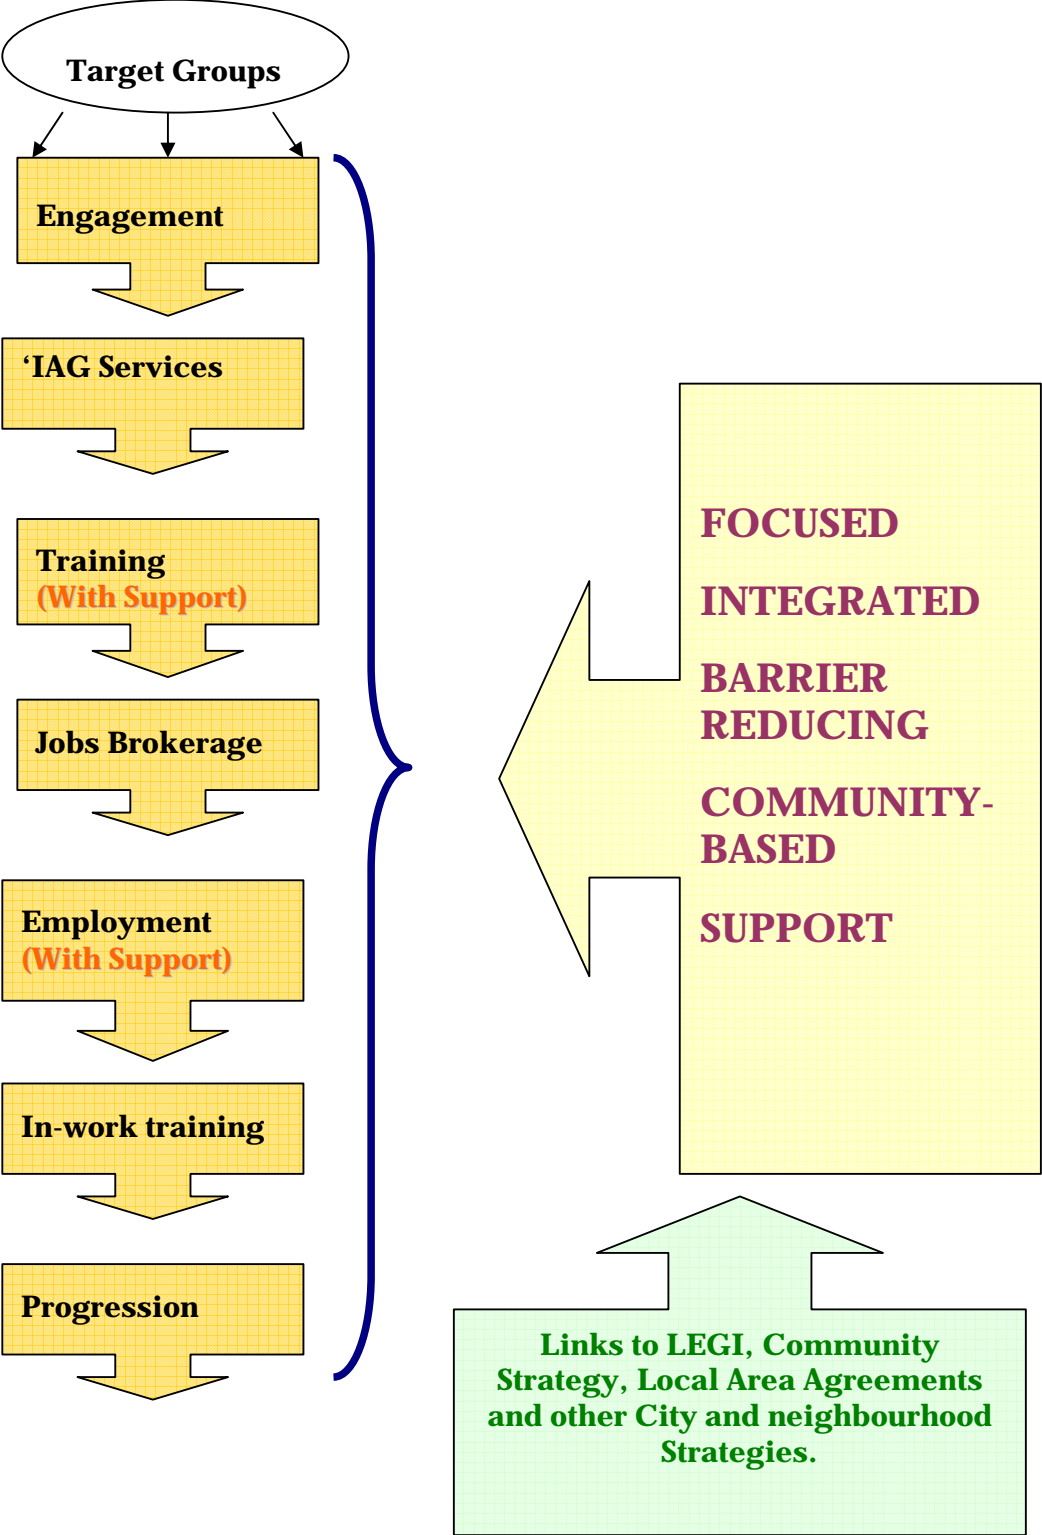 Target Groups
Engagement
‘IAG Services
Training
(With Support)
Jobs Brokerage
Employment
(With Support)
In-work training
Progression
FOCUSED
INTEGRATED
BARRIER
REDUCING
COMMUNITY-
BASED
SUPPORT
Links to LEGI, Community
Strategy, Local Area Agreements
and other City and neighbourhood
Strategies.